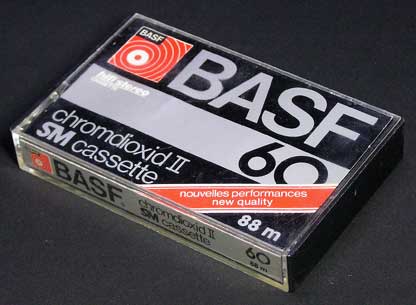 BASF
hifi stereo
BASF
60
chromdioxid II
SM cassette
nouvelles performances
new quality
88 m
BASF
chromdioxid II
SM cassette
60
88 m